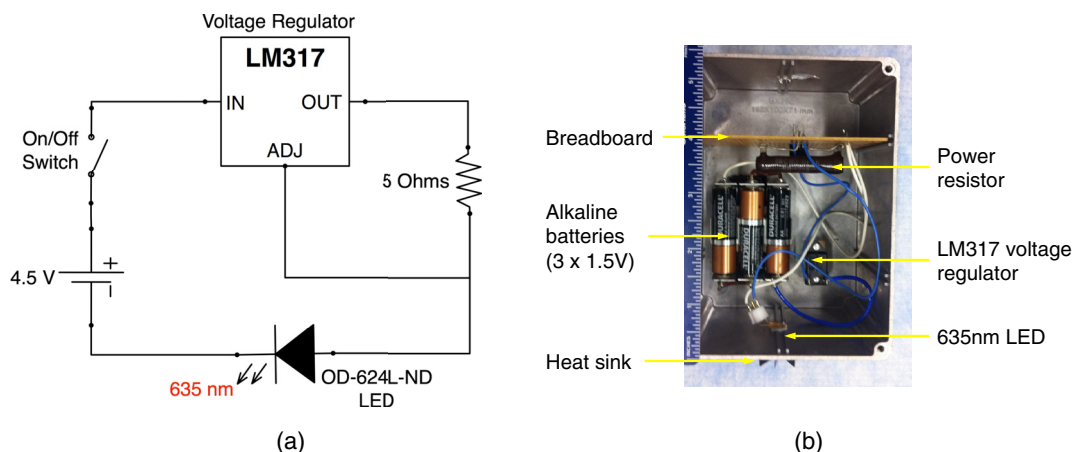 Voltage Regulator
LM317
IN
OUT
ADJ
On/Off
Switch
5 Ohms
4.5 V
+
635 nm
OD-624L-ND
LED
(a)
Breadboard
Alkaline
batteries
(3 x 1.5V)
Heat sink
Power
resistor
LM317 voltage
regulator
635nm LED
DURACELL
DURACELL
DURACELL
(b)